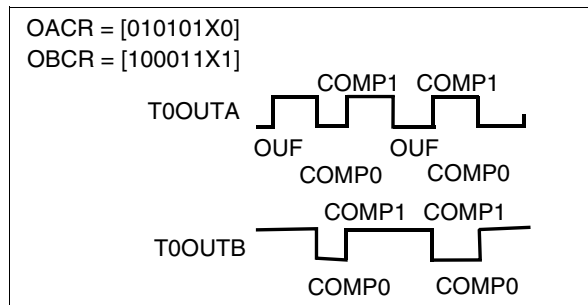 OACR = [010101X0]
OBCR = [100011X1]
COMP1 COMP1
T0OUTA
OUF OUF
COMP0 COMP0
COMP1 COMP1
T0OUTB
COMP0 COMP0